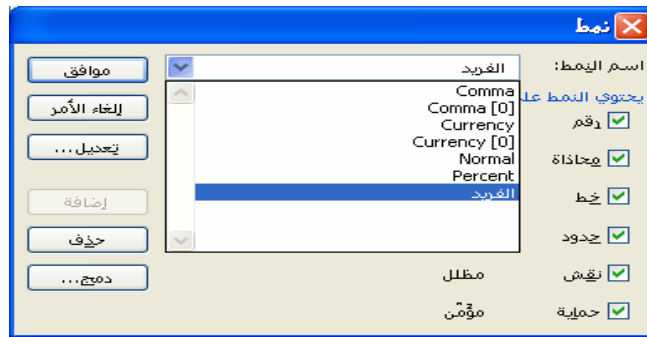 نمط
اسم النمط:
الفريد
موافق
Comma
Comma [0]
Currency
Currency [0]
Normal
Percent
الفريد
يحتوي النمط عل
رقم
محاذاة
خط
حدود
نقش
مظلل
حماية
مؤمّن
إلغاء الأمر
تعديل...
إضافة
حذف
دمج...